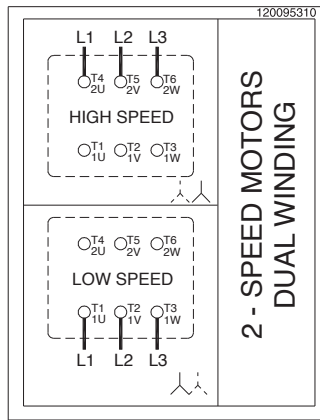 120095310
L1 L2 L3
T4 T5 T6
2U 2V 2W
HIGH SPEED
T1 T2 T3
1U 1V 1W
T4 T5 T6
2U 2V 2W
LOW SPEED
T1 T2 T3
1U 1V 1W
L1 L2 L3
2 - SPEED MOTORS
DUAL WINDING